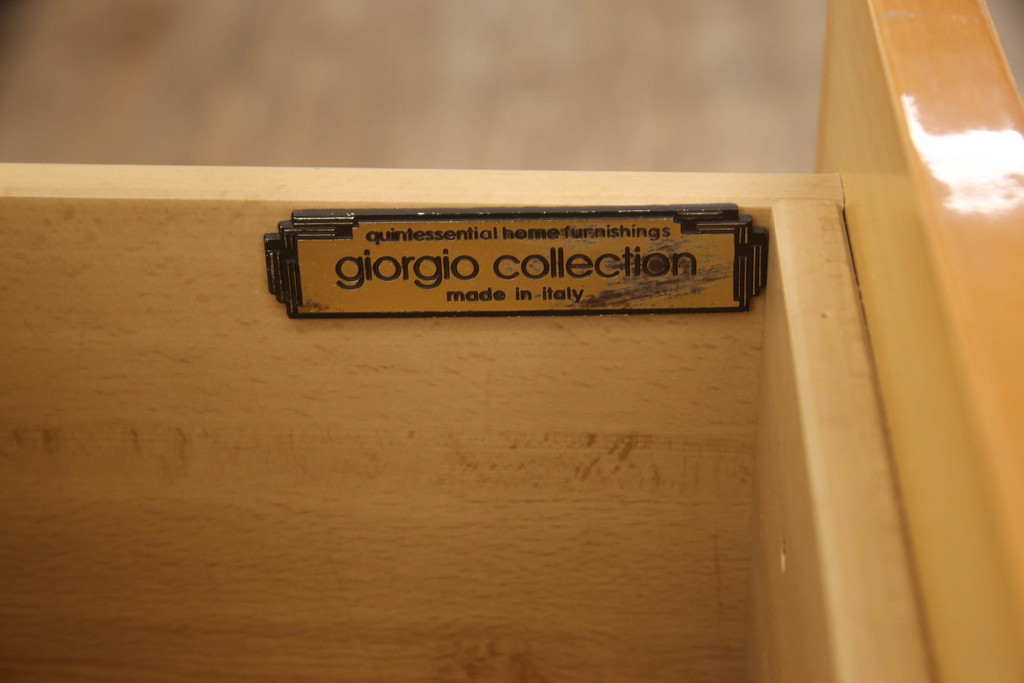 quintessential home furnishings
giorgio collection
made in italy